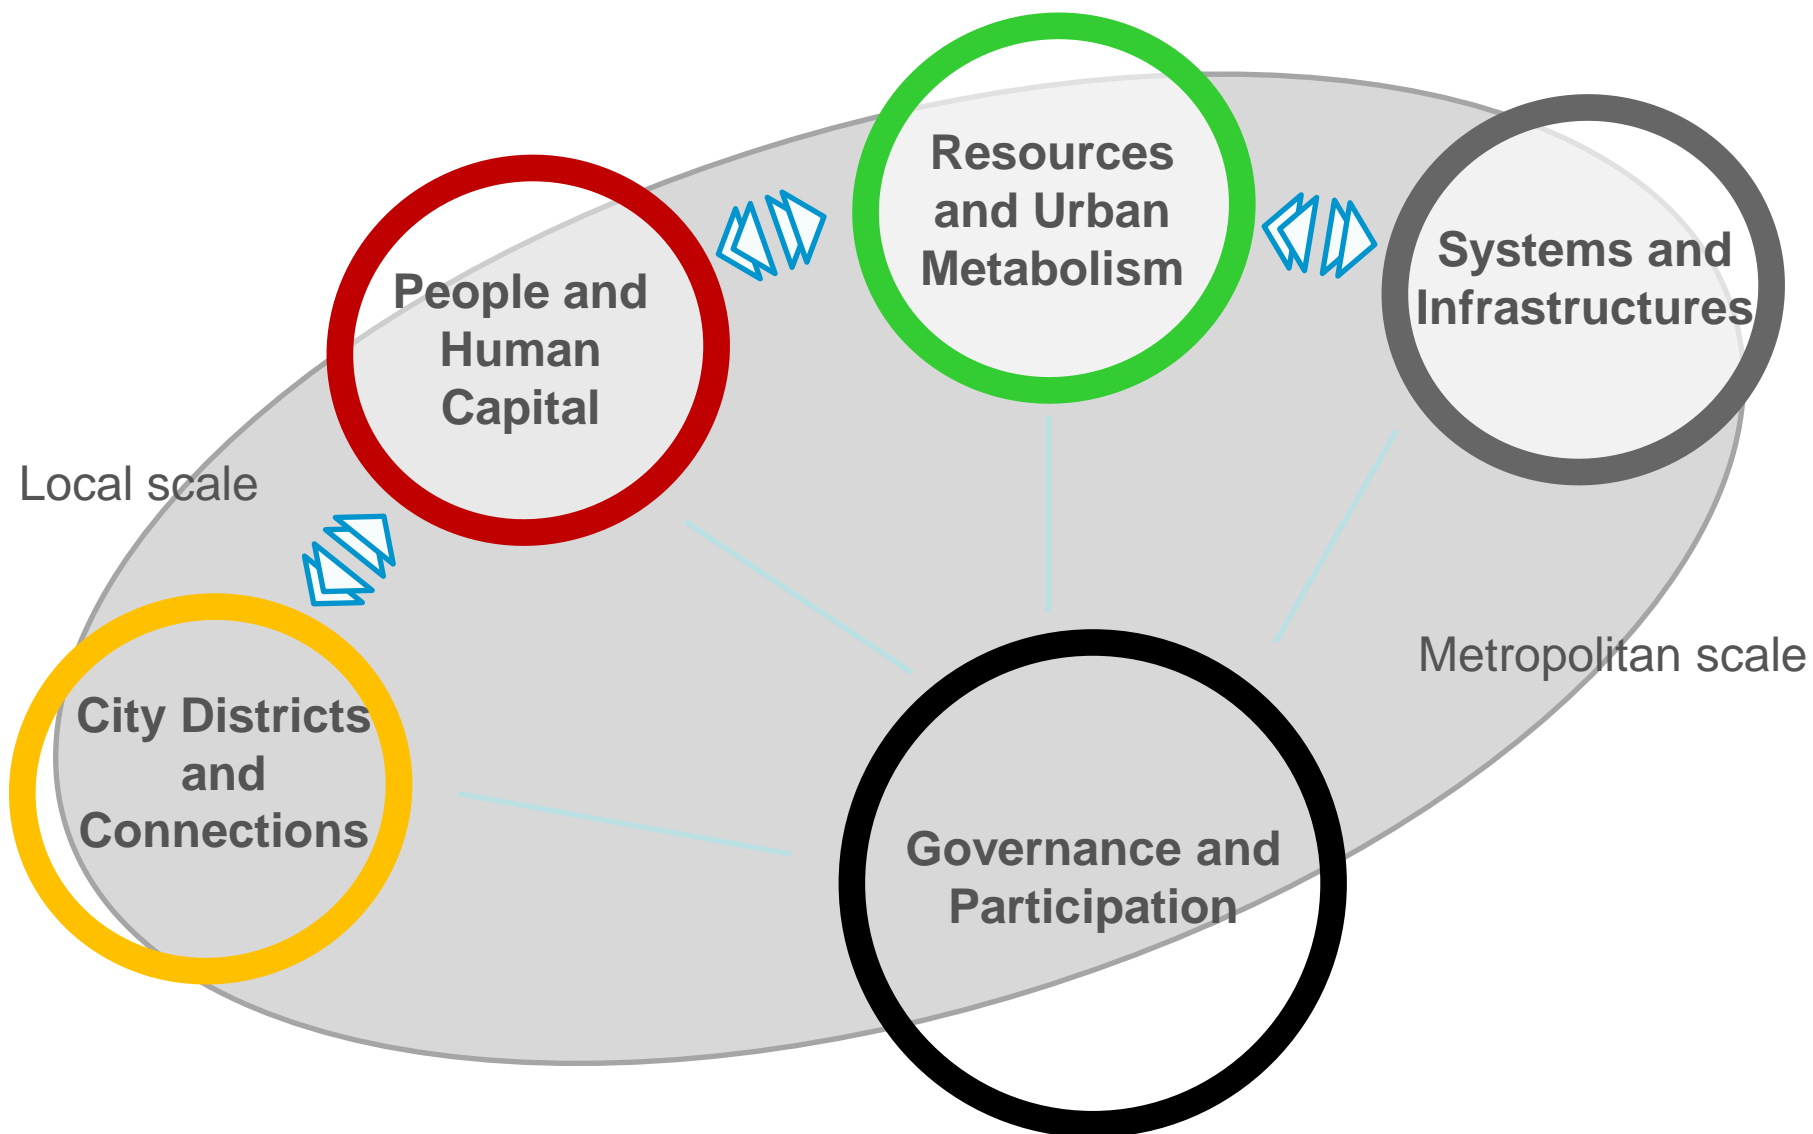 Resources
and Urban
Metabolism
Systems and
Infrastructures
People and
Human
Capital
Local scale
Metropolitan scale
City Districts
and
Connections
Governance and
Participation